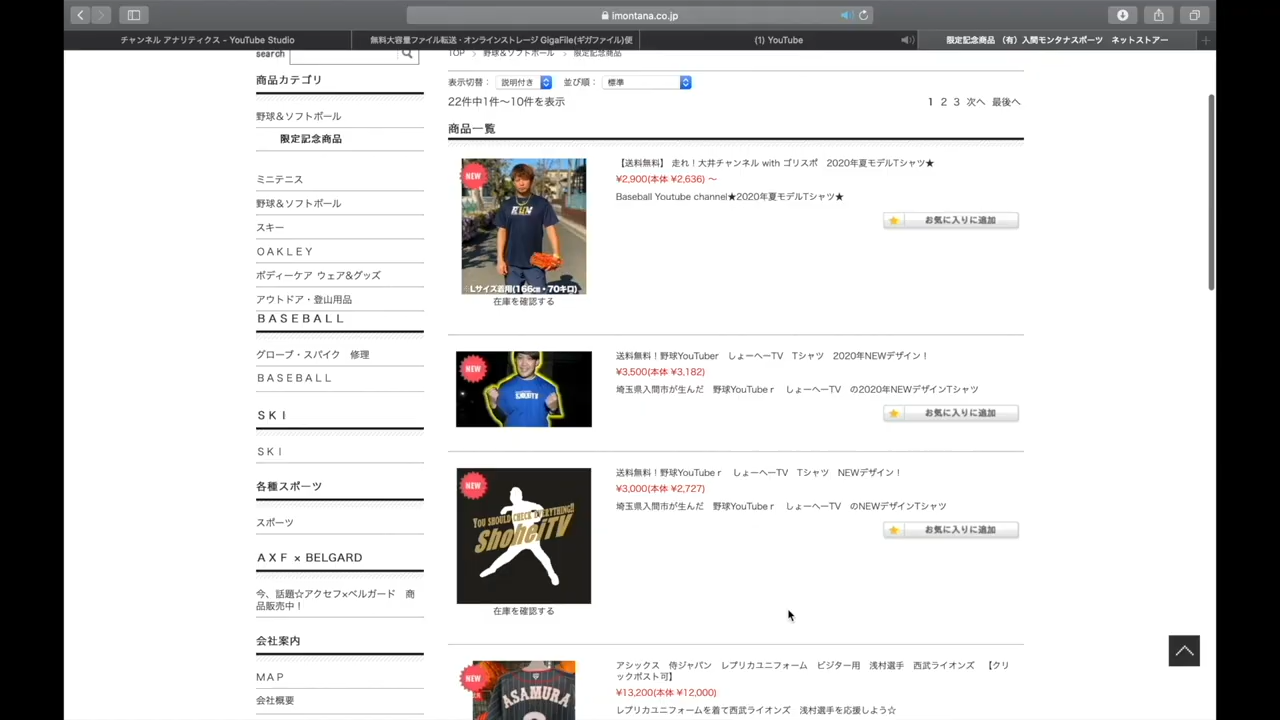 imontana.co.jp
チャンネル アナリティクス - YouTube Studio
無料大容量ファイル転送・オンラインストレージ GigaFile(ギガファイル)便
(1) YouTube
限定記念商品 （有）入間モンタナスポーツ　ネットストアー
search
TOP > 野球&ソフトボール > 限定記念商品
商品カテゴリ
野球＆ソフトボール
限定記念商品
ミニテニス
野球＆ソフトボール
スキー
ＯＡＫＬＥＹ
ボディーケア ウェア&グッズ
アウトドア・登山用品
ＢＡＳＥＢＡＬＬ
グローブ・スパイク　修理
ＢＡＳＥＢＡＬＬ
ＳＫＩ
ＳＫＩ
各種スポーツ
スポーツ
ＡＸＦ × BELGARD
今、話題☆アクセフ×ベルガード　商
品販売中！
会社案内
ＭＡＰ
会社概要
表示切替： 説明付き 並び順： 標準
22件中1件〜10件を表示
1 2 3 次へ 最後へ
商品一覧
NEW
Lサイズ着用(166㎝・70キロ)
在庫を確認する
【送料無料】 走れ！大井チャンネル with ゴリスポ　2020年夏モデルTシャツ★
¥2,900(本体 ¥2,636) 〜
Baseball Youtube channel★2020年夏モデルTシャツ★
お気に入りに追加
NEW
送料無料！野球YouTuber　しょーへーTV　Tシャツ　2020年NEWデザイン！
¥3,500(本体 ¥3,182)
埼玉県入間市が生んだ　野球YouTubeｒ　しょーへーTV　の2020年NEWデザインTシャツ
お気に入りに追加
NEW
YOU SHOULD CHECK EVERYTHING!!
ShoheiTV
在庫を確認する
送料無料！野球YouTubeｒ　しょーへーTV　Tシャツ　NEWデザイン！
¥3,000(本体 ¥2,727)
埼玉県入間市が生んだ　野球YouTubeｒ　しょーへーTV　のNEWデザインTシャツ
お気に入りに追加
NEW
ASAMURA
アシックス　侍ジャパン　レプリカユニフォーム　ビジター用　浅村選手　西武ライオンズ　【クリ
ックポスト可】
¥13,200(本体 ¥12,000)
レプリカユニフォームを着て西武ライオンズ　浅村選手を応援しよう☆